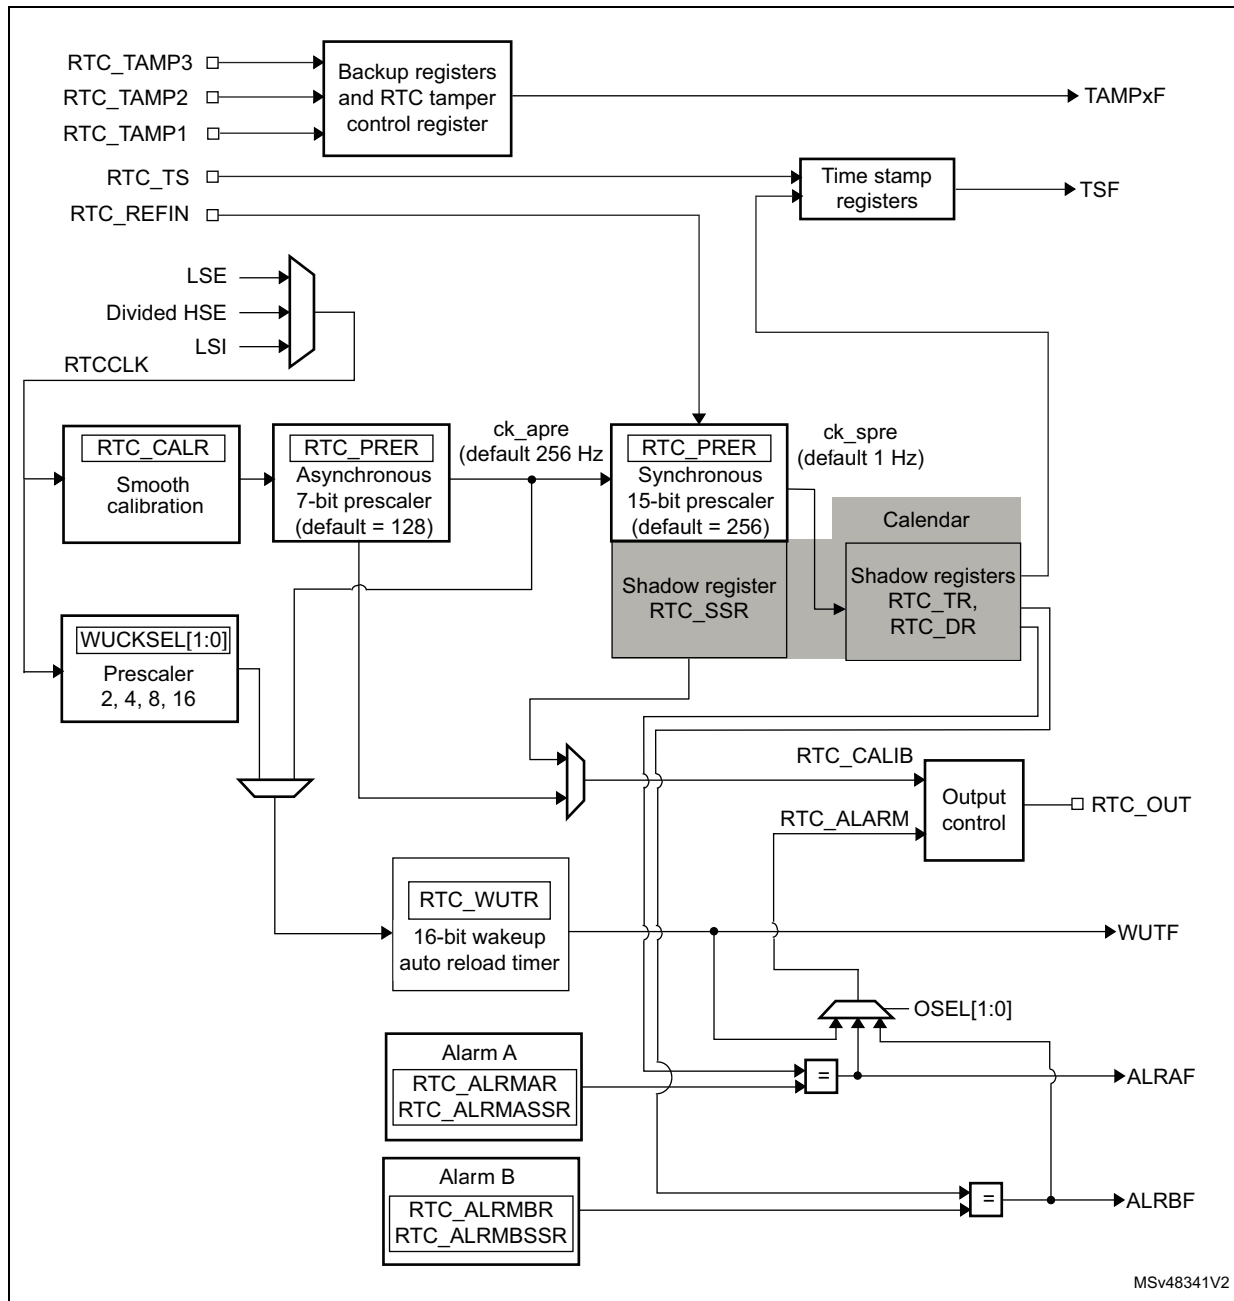 RTC_TAMP3
RTC_TAMP2
RTC_TAMP1
Backup registers
and RTC tamper
control register
TAMPxF
RTC_TS
RTC_REFIN
Time stamp
registers
TSF
LSE
Divided HSE
LSI
RTCCLK
RTC_CALR
Smooth
calibration
RTC_PRER
Asynchronous
7-bit prescaler
(default = 128)
ck_apre
(default 256 Hz
RTC_PRER
Synchronous
15-bit prescaler
(default = 256)
ck_spre
(default 1 Hz)
Calendar
Shadow register
RTC_SSR
Shadow registers
RTC_TR,
RTC_DR
WUCKSEL[1:0]
Prescaler
2, 4, 8, 16
RTC_CALIB
RTC_ALARM
Output
control
RTC_OUT
RTC_WUTR
16-bit wakeup
auto reload timer
WUTF
OSEL[1:0]
Alarm A
RTC_ALRMAR
RTC_ALRMASSR
=
ALRAF
Alarm B
RTC_ALRMBR
RTC_ALRMBSSR
=
ALRBF
MSv48341V2